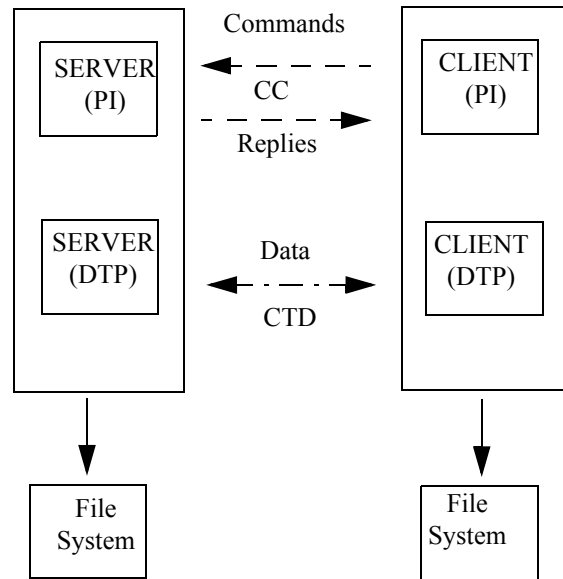 Commands
SERVER
(PI)
CC
CLIENT
(PI)
Replies
SERVER
(DTP)
Data
CTD
CLIENT
(DTP)
File
System
File
System